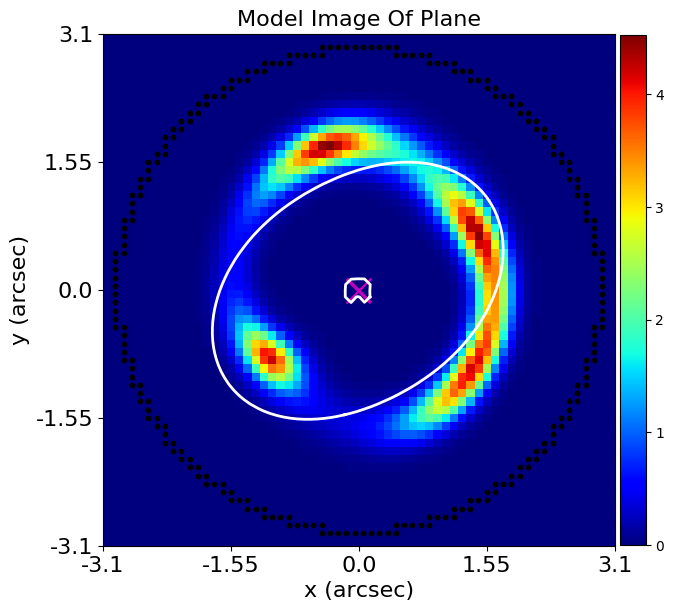 Model Image Of Plane
3.1
1.55
0.0
-1.55
-3.1
y (arcsec)
-3.1 -1.55 0.0 1.55 3.1
x (arcsec)
4
3
2
1
0